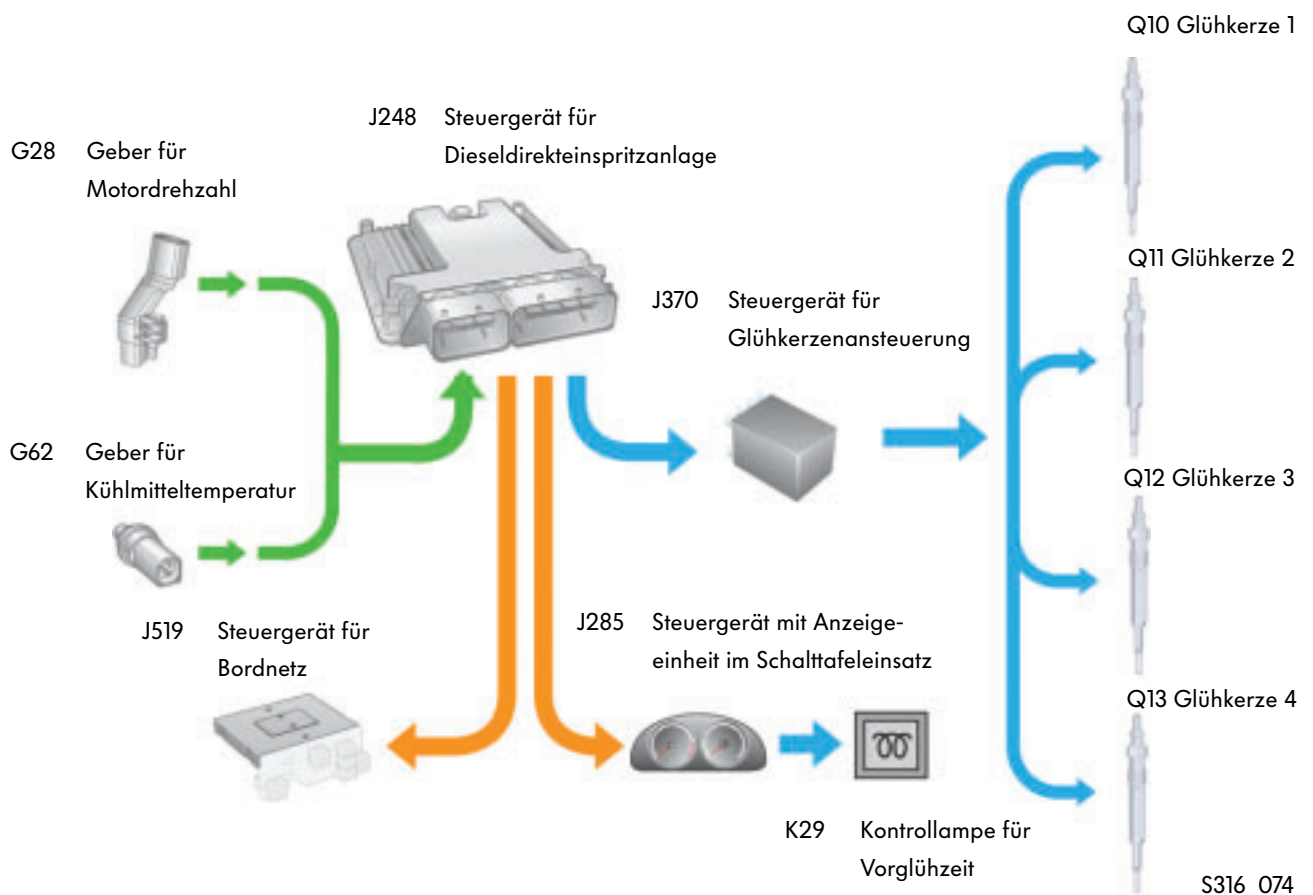 Q10 Glühkerze 1
J248 Steuergerät für
Dieseldirekteinspritzanlage
G28 Geber für
Motordrehzahl
Q11 Glühkerze 2
J370 Steuergerät für
Glühkerzenansteuerung
G62 Geber für
Kühlmitteltemperatur
Q12 Glühkerze 3
J519 Steuergerät für
Bordnetz
J285 Steuergerät mit Anzeige-
einheit im Schalttafeleinsatz
Q13 Glühkerze 4
K29 Kontrollampe für
Vorglühzeit
S316_074